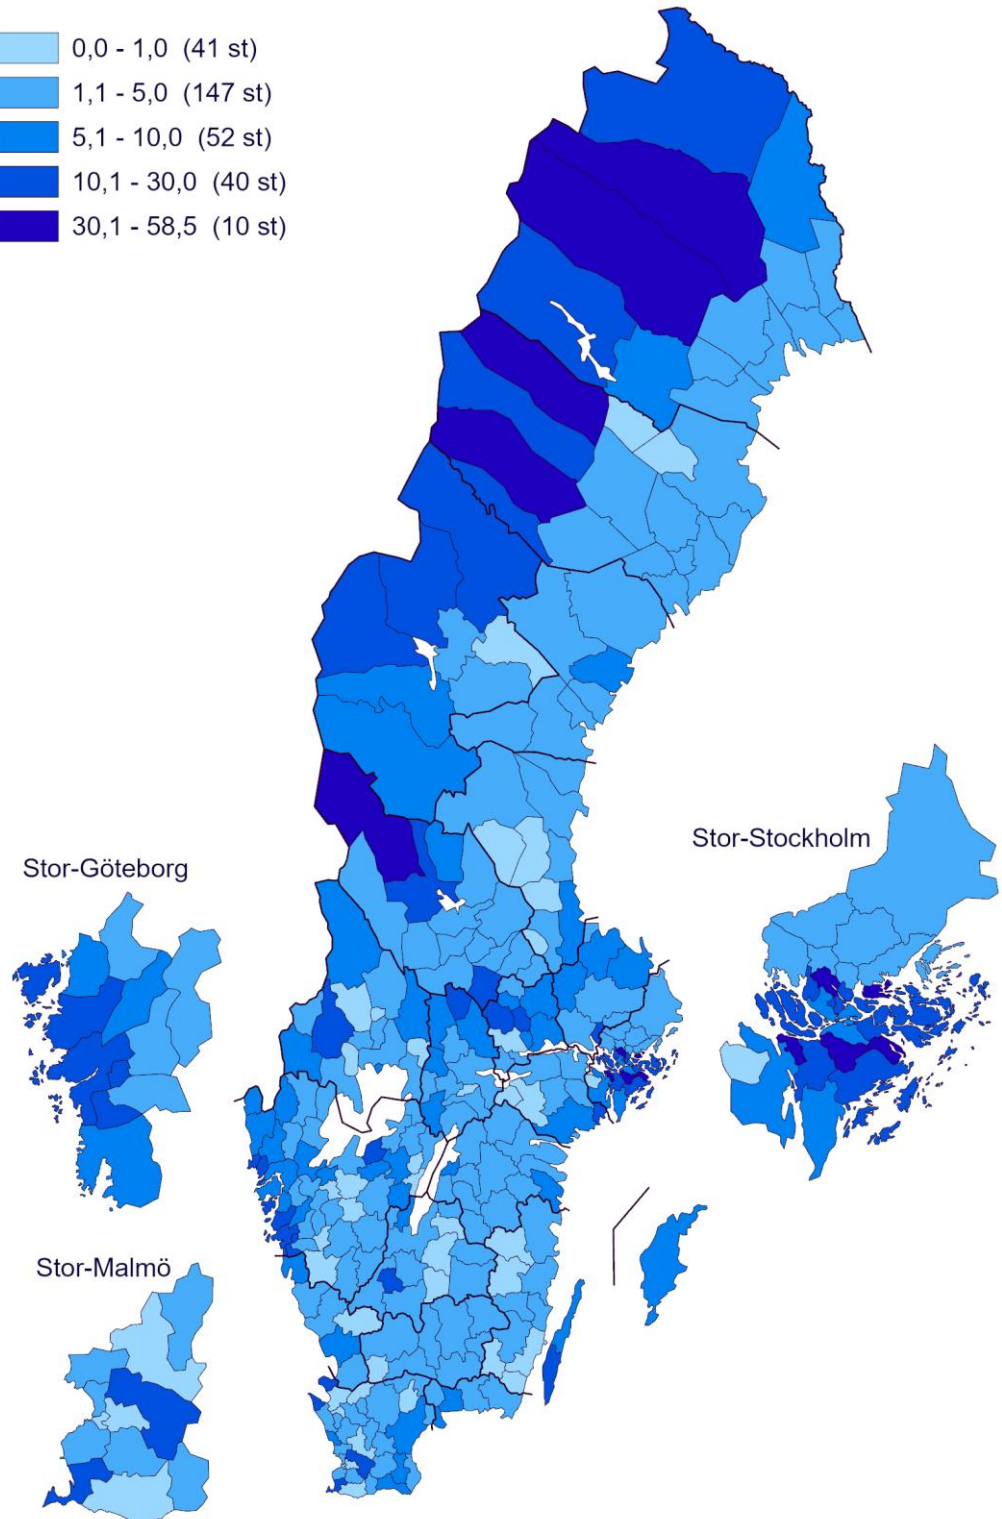 0,0 - 1,0 (41 st)
1,1 - 5,0 (147 st)
5,1 - 10,0 (52 st)
10,1 - 30,0 (40 st)
30,1 - 58,5 (10 st)
Stor-Stockholm
Stor-Göteborg
Stor-Malmö